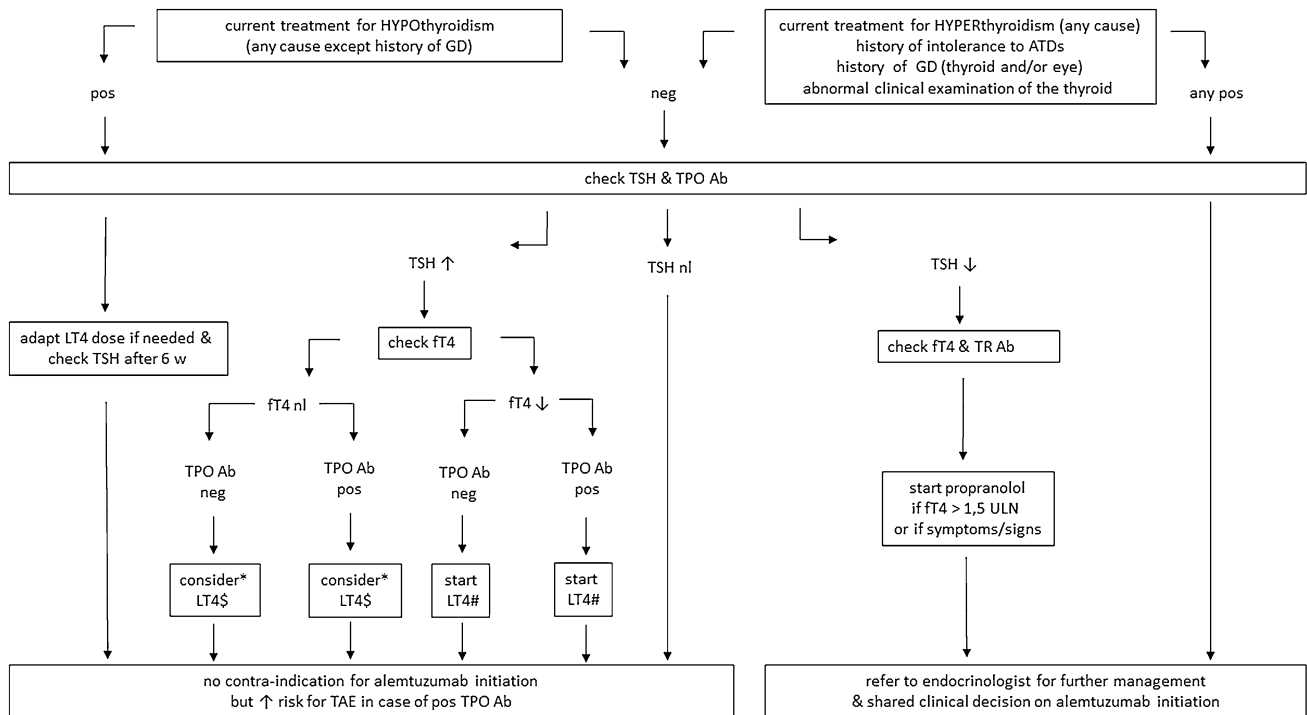 current treatment for HYPOthyroidism
(any cause except history of GD)
current treatment for HYPERthyroidism (any cause)
history of intolerance to ATDs
history of GD (thyroid and/or eye)
abnormal clinical examination of the thyroid
pos
neg
any pos
check TSH & TPO Ab
TSH ↑
TSH nl
TSH ↓
adapt LT4 dose if needed &
check TSH after 6 w
check fT4
check fT4 & TR Ab
fT4 nl
fT4 ↓
TPO Ab
neg
TPO Ab
pos
TPO Ab
neg
TPO Ab
pos
start propranolol
if fT4 > 1,5 ULN
or if symptoms/signs
consider*
LT4$
consider*
LT4$
start
LT4#
start
LT4#
no contra-indication for alemtuzumab initiation
but ↑ risk for TAE in case of pos TPO Ab
refer to endocrinologist for further management
& shared clinical decision on alemtuzumab initiation